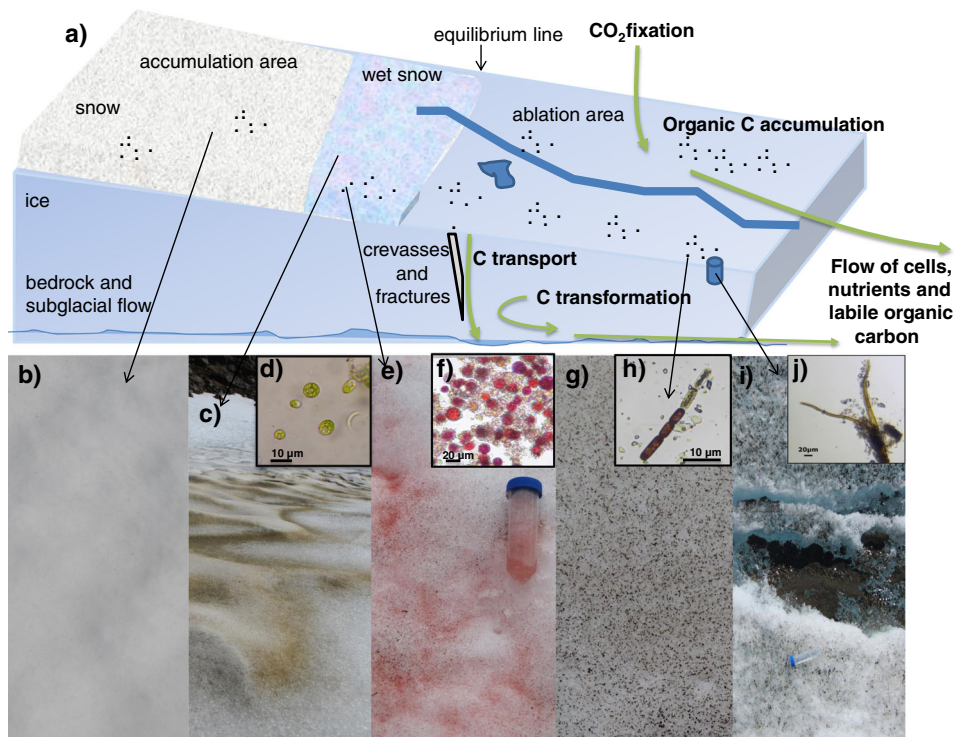 a)
equilibrium line
CO₂fixation
accumulation area
wet snow
snow
ablation area
Organic C accumulation
ice
crevasses
and
fractures
C transport
bedrock and
subglacial flow
C transformation
Flow of cells,
nutrients and
labile organic
carbon
b)
c)
d)
10 µm
e)
f)
20 µm
g)
h)
10 µm
i)
j)
20µm